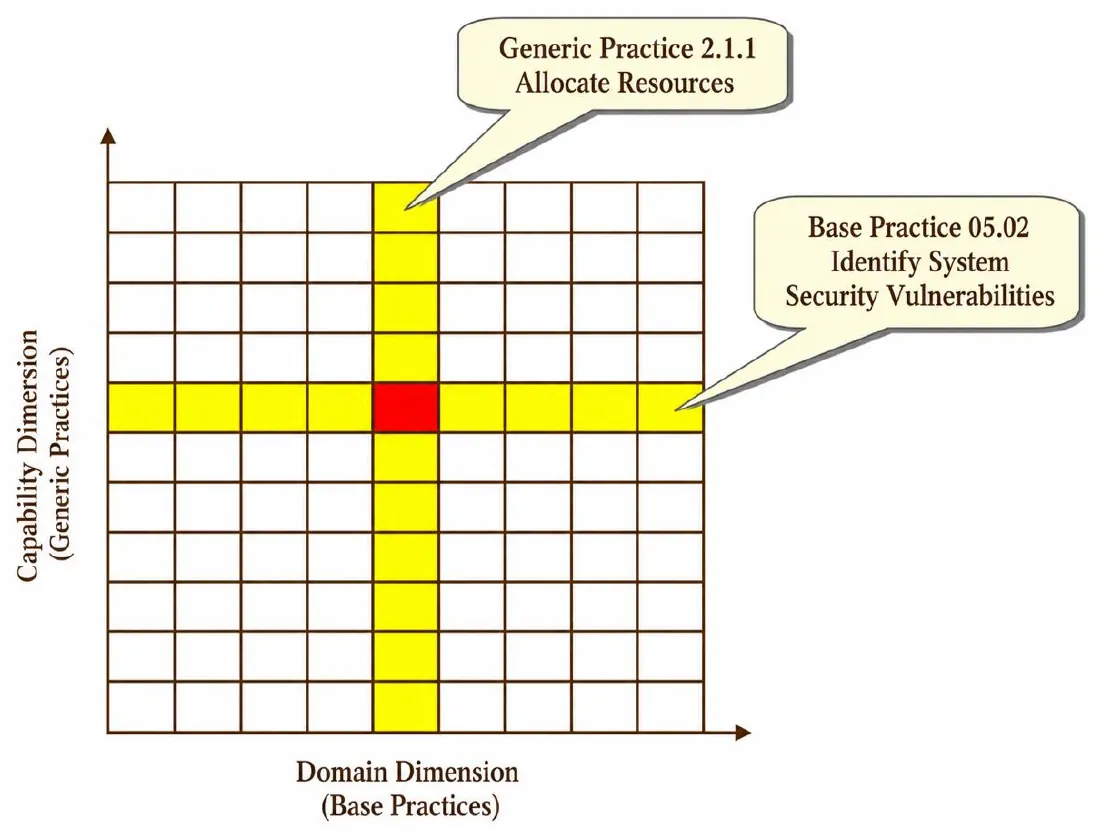 Generic Practice 2.1.1
Allocate Resources
Base Practice 05.02
Identify System
Security Vulnerabilities
Capability Dimersion
(Generic Practices)
Domain Dimension
(Base Practices)